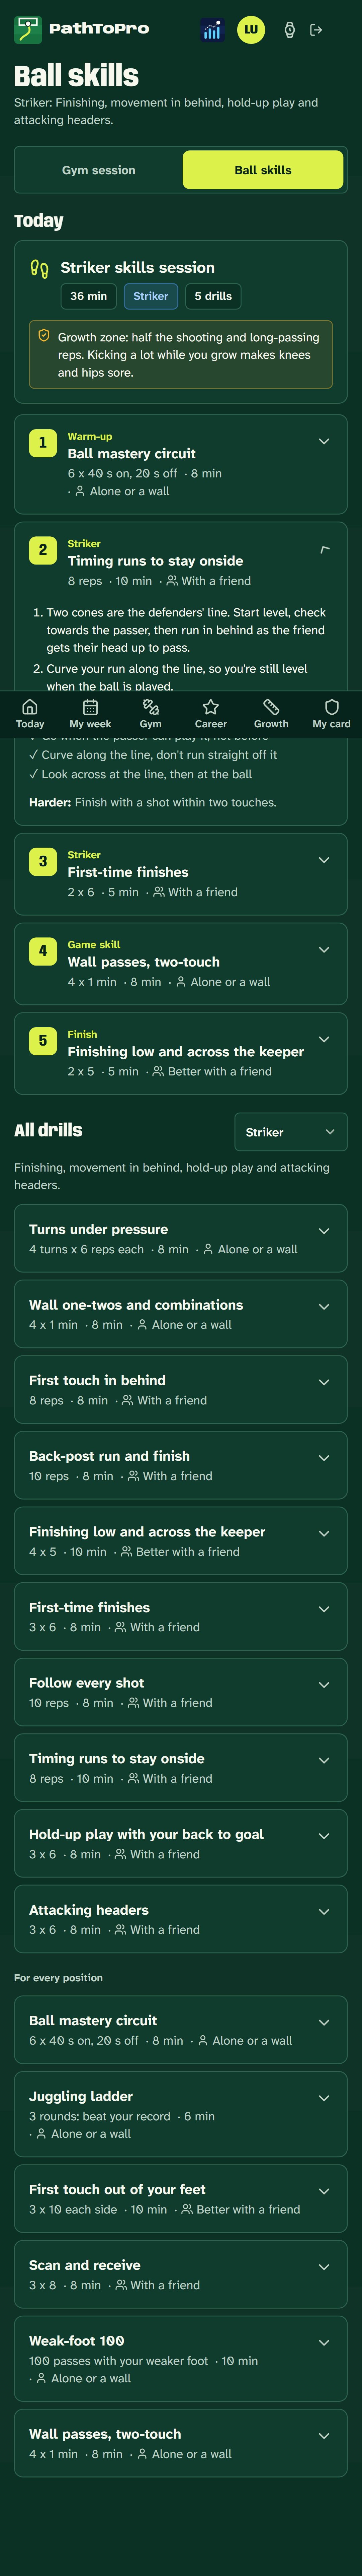 PathToPro
LU
Ball skills
Striker: Finishing, movement in behind, hold-up play and
attacking headers.
Gym session
Ball skills
Today
Striker skills session
36 min
Striker
5 drills
Growth zone: half the shooting and long-passing
reps. Kicking a lot while you grow makes knees
and hips sore.
1
Warm-up
Ball mastery circuit
6 x 40 s on, 20 s off · 8 min
· Alone or a wall
2
Striker
Timing runs to stay onside
8 reps · 10 min · With a friend
1. Two cones are the defenders' line. Start level, check
towards the passer, then run in behind as the friend
gets their head up to pass.
2. Curve your run along the line, so you're still level
when the ball is played.
Today
My week
Gym
Career
Growth
My card
✓ Curve along the line, don't run straight off it
✓ Look across at the line, then at the ball
Harder: Finish with a shot within two touches.
3
Striker
First-time finishes
2 x 6 · 5 min · With a friend
4
Game skill
Wall passes, two-touch
4 x 1 min · 8 min · Alone or a wall
5
Finish
Finishing low and across the keeper
2 x 5 · 5 min · Better with a friend
All drills
Striker
Finishing, movement in behind, hold-up play and attacking
headers.
Turns under pressure
4 turns x 6 reps each · 8 min · Alone or a wall
Wall one-twos and combinations
4 x 1 min · 8 min · Alone or a wall
First touch in behind
8 reps · 8 min · With a friend
Back-post run and finish
10 reps · 8 min · With a friend
Finishing low and across the keeper
4 x 5 · 10 min · Better with a friend
First-time finishes
3 x 6 · 8 min · With a friend
Follow every shot
10 reps · 8 min · With a friend
Timing runs to stay onside
8 reps · 10 min · With a friend
Hold-up play with your back to goal
3 x 6 · 8 min · With a friend
Attacking headers
3 x 6 · 8 min · With a friend
For every position
Ball mastery circuit
6 x 40 s on, 20 s off · 8 min · Alone or a wall
Juggling ladder
3 rounds: beat your record · 6 min
· Alone or a wall
First touch out of your feet
3 x 10 each side · 10 min · Better with a friend
Scan and receive
3 x 8 · 8 min · With a friend
Weak-foot 100
100 passes with your weaker foot · 10 min
· Alone or a wall
Wall passes, two-touch
4 x 1 min · 8 min · Alone or a wall